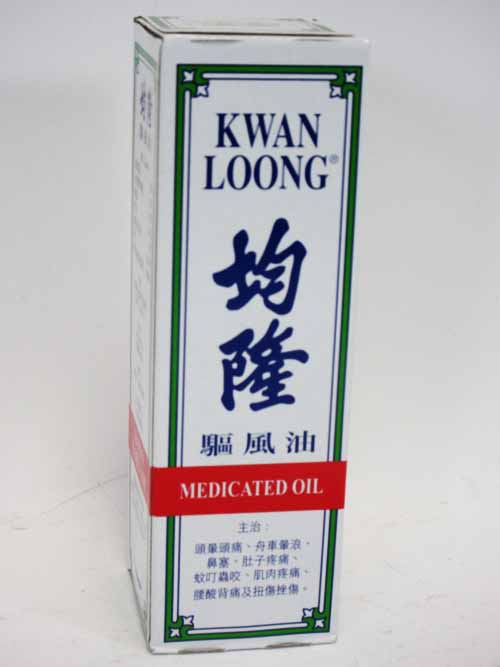 KWAN
LOONG®
均
隆
驅風油
MEDICATED OIL
主治:
頭暈頭痛、舟車暈浪、
鼻塞、肚子疼痛、
蚊叮蟲咬、肌肉疼痛、
腰酸背痛及扭傷挫傷。
均隆